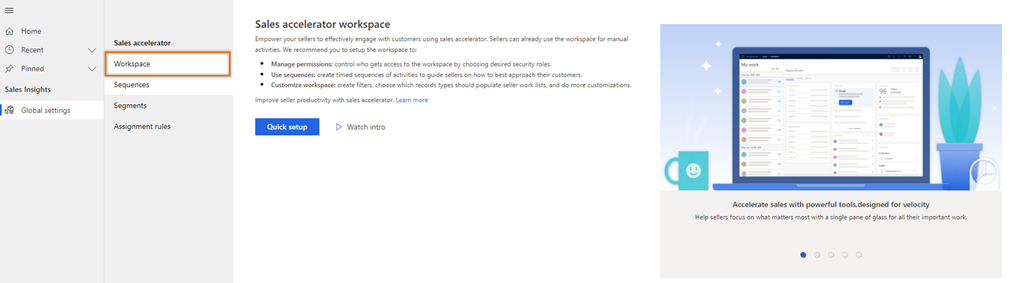 Home
Recent
Pinned
Sales Insights
Global settings
Sales accelerator
Workspace
Sequences
Segments
Assignment rules
Sales accelerator workspace
Empower your sellers to effectively engage with customers using sales accelerator. Sellers can already use the workspace for manual
activities. We recommend you to setup the workspace to:
• Manage permissions: control who gets access to the workspace by choosing desired security roles.
• Use sequences: create timed sequences of activities to guide sellers on how to best approach their customers.
• Customize workspace: create filters, choose which records types should populate seller work lists, and do more customizations.
Improve seller productivity with sales accelerator. Learn more
Quick setup
Watch intro
My work
96
Accelerate sales with powerful tools,designed for velocity
Help sellers focus on what matters most with a single pane of glass for all their important work.